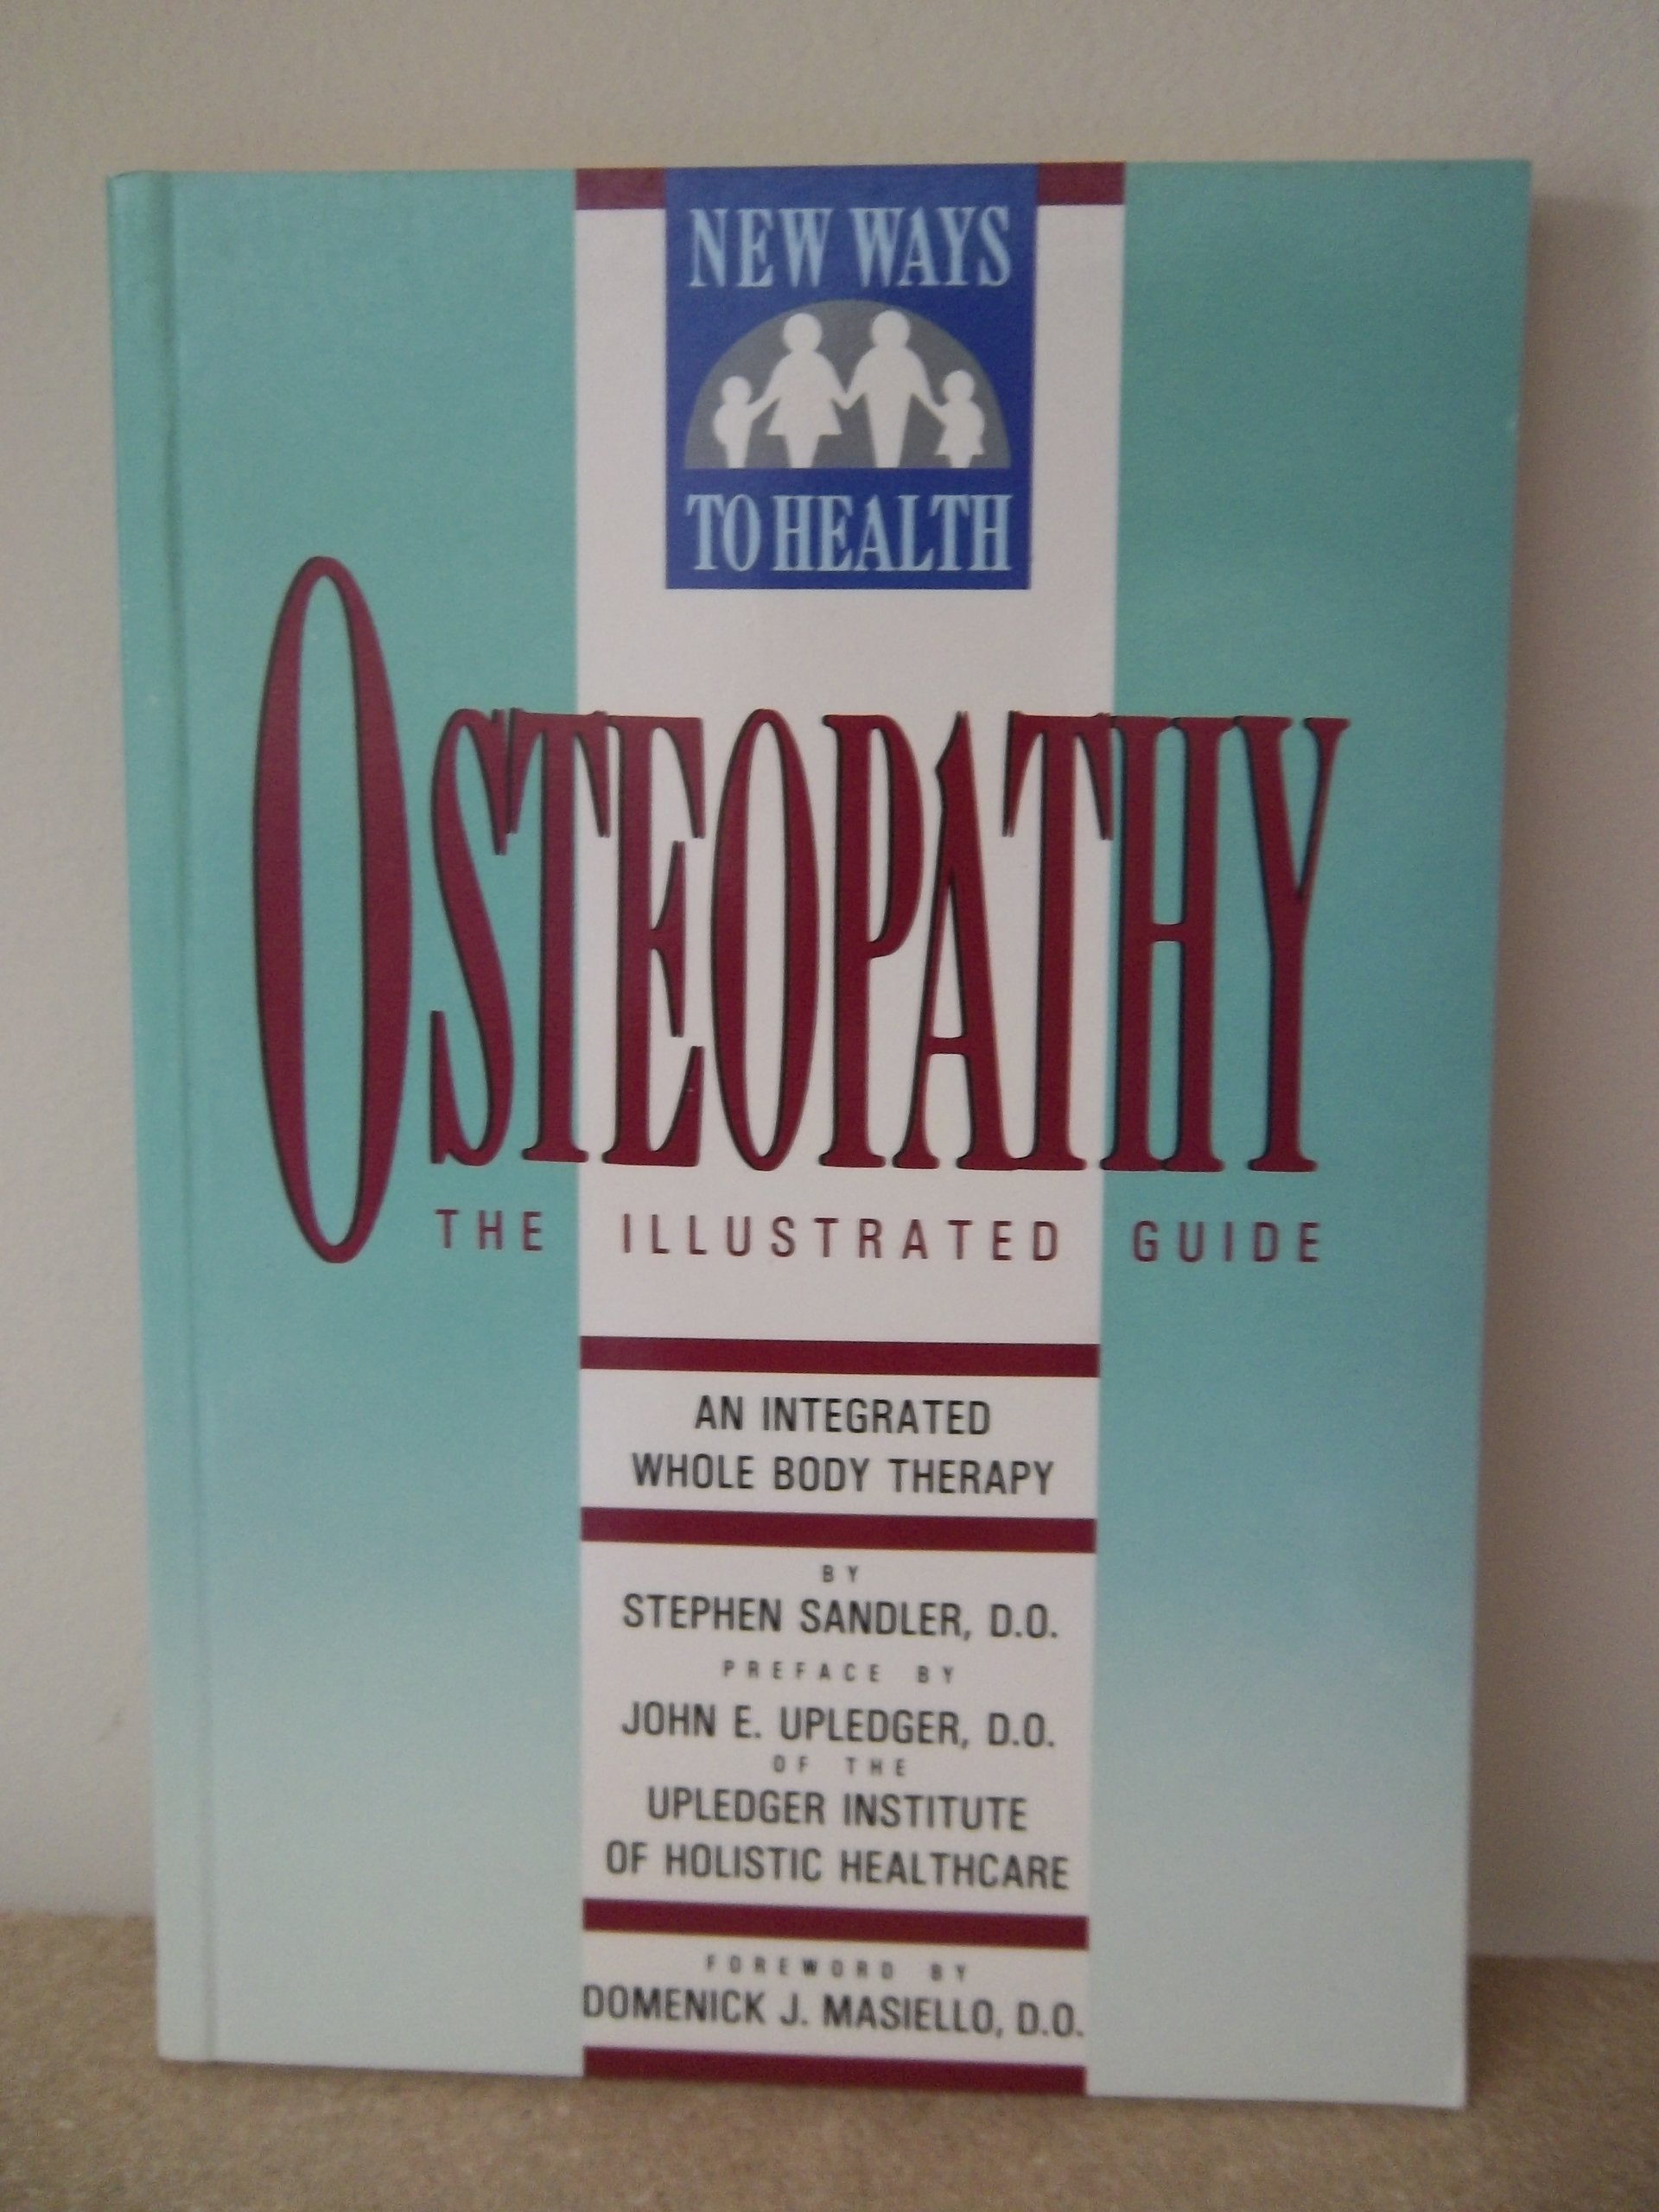 NEW WAYS
TO HEALTH
OSTEOPATHY
THE ILLUSTRATED GUIDE
AN INTEGRATED
WHOLE BODY THERAPY
BY
STEPHEN SANDLER, D.O.
PREFACE BY
JOHN E. UPLEDGER, D.O.
OF THE
UPLEDGER INSTITUTE
OF HOLISTIC HEALTHCARE
FOREWORD BY
DOMENICK J. MASIELLO, D.O.